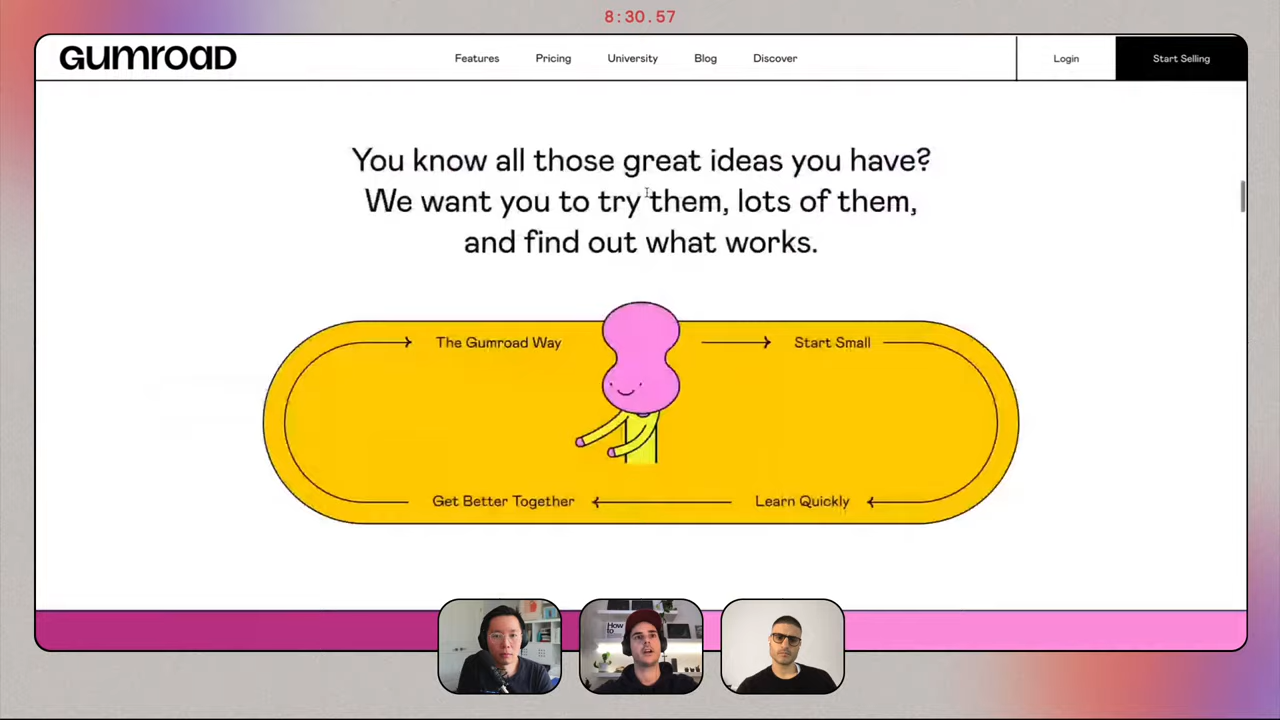 8:30.57
GUMROAD
Features
Pricing
University
Blog
Discover
Login
Start Selling
You know all those great ideas you have?
We want you to try them, lots of them,
and find out what works.
The Gumroad Way
Start Small
Get Better Together
Learn Quickly
How
to